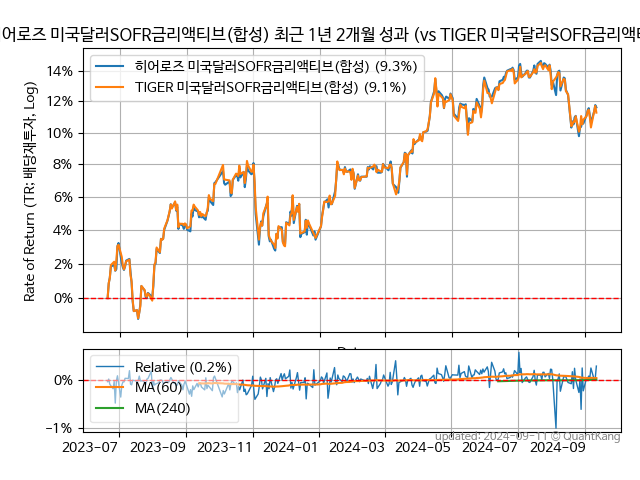 어로즈 미국달러SOFR금리액티브(합성) 최근 1년 2개월 성과 (vs TIGER 미국달러SOFR금리액티
히어로즈 미국달러SOFR금리액티브(합성) (9.3%)
TIGER 미국달러SOFR금리액티브(합성) (9.1%)
Rate of Return (TR: 배당재투자, Log)
14%
12%
10%
8%
6%
4%
2%
0%
Relative (0.2%)
MA(60)
MA(240)
0%
−1%
2023-07 2023-09 2023-11 2024-01 2024-03 2024-05 2024-07 2024-09
updated: 2024-09-11 © QuantKang